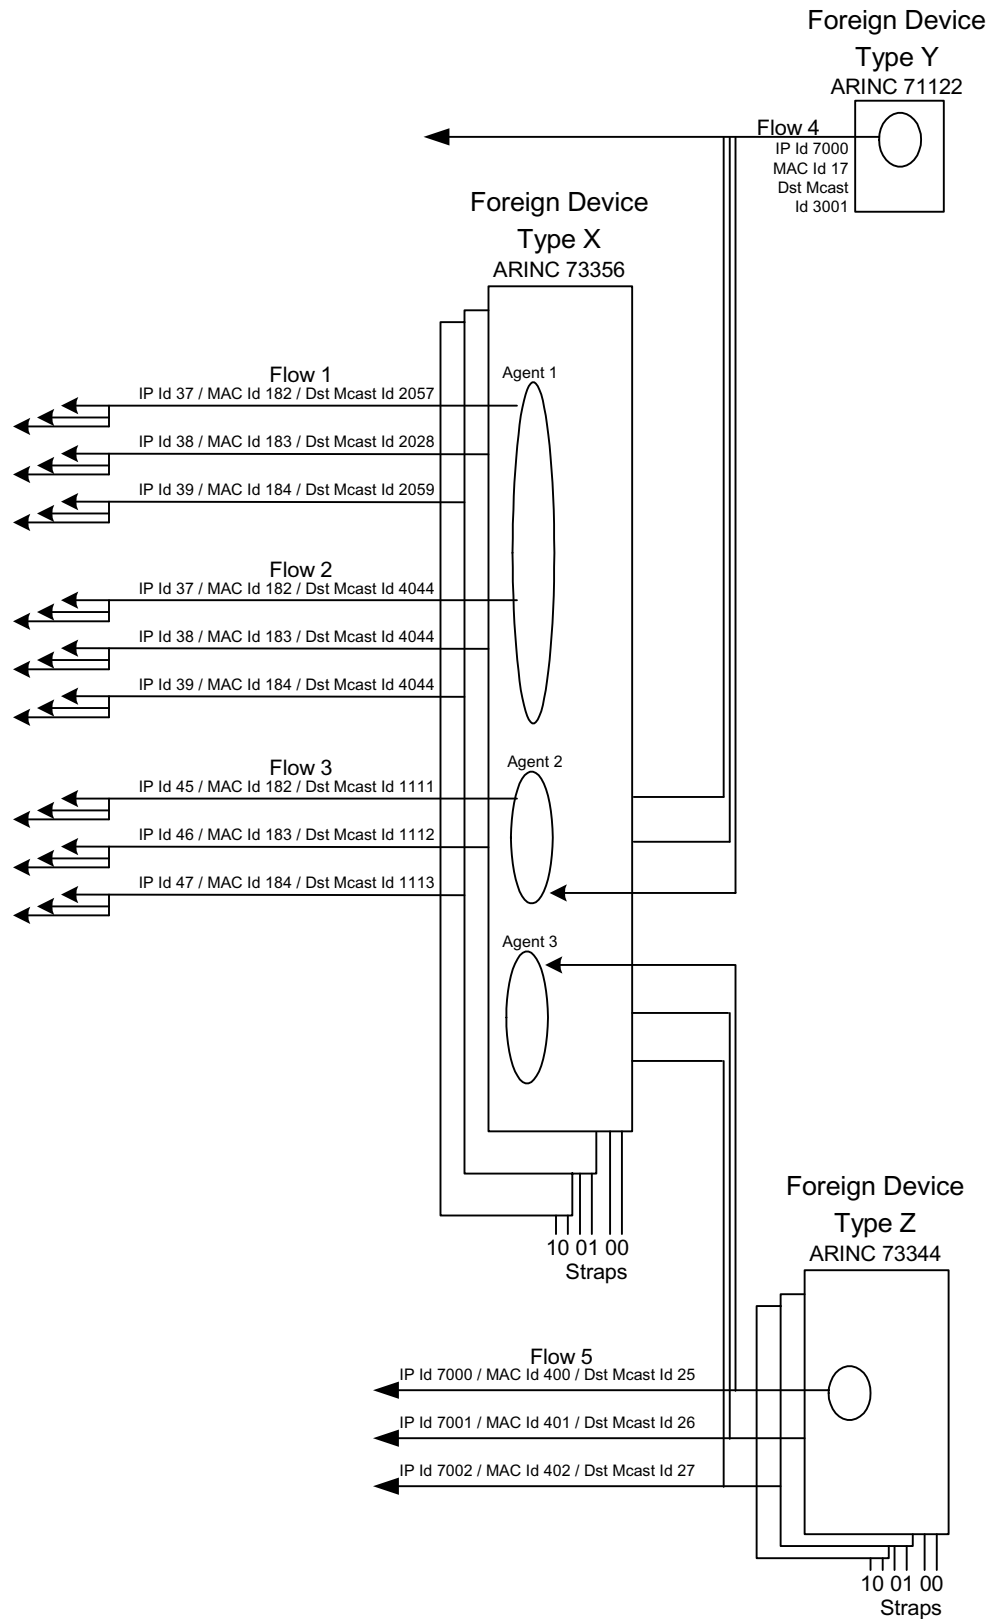 Foreign Device
Type Y
ARINC 71122
Flow 4
IP Id 7000
MAC Id 17
Dst Mcast
Id 3001
Foreign Device
Type X
ARINC 73356
Agent 1
Flow 1
IP Id 37 / MAC Id 182 / Dst Mcast Id 2057
IP Id 38 / MAC Id 183 / Dst Mcast Id 2028
IP Id 39 / MAC Id 184 / Dst Mcast Id 2059
Flow 2
IP Id 37 / MAC Id 182 / Dst Mcast Id 4044
IP Id 38 / MAC Id 183 / Dst Mcast Id 4044
IP Id 39 / MAC Id 184 / Dst Mcast Id 4044
Agent 2
Flow 3
IP Id 45 / MAC Id 182 / Dst Mcast Id 1111
IP Id 46 / MAC Id 183 / Dst Mcast Id 1112
IP Id 47 / MAC Id 184 / Dst Mcast Id 1113
Agent 3
10 01 00
Straps
Foreign Device
Type Z
ARINC 73344
Flow 5
IP Id 7000 / MAC Id 400 / Dst Mcast Id 25
IP Id 7001 / MAC Id 401 / Dst Mcast Id 26
IP Id 7002 / MAC Id 402 / Dst Mcast Id 27
10 01 00
Straps